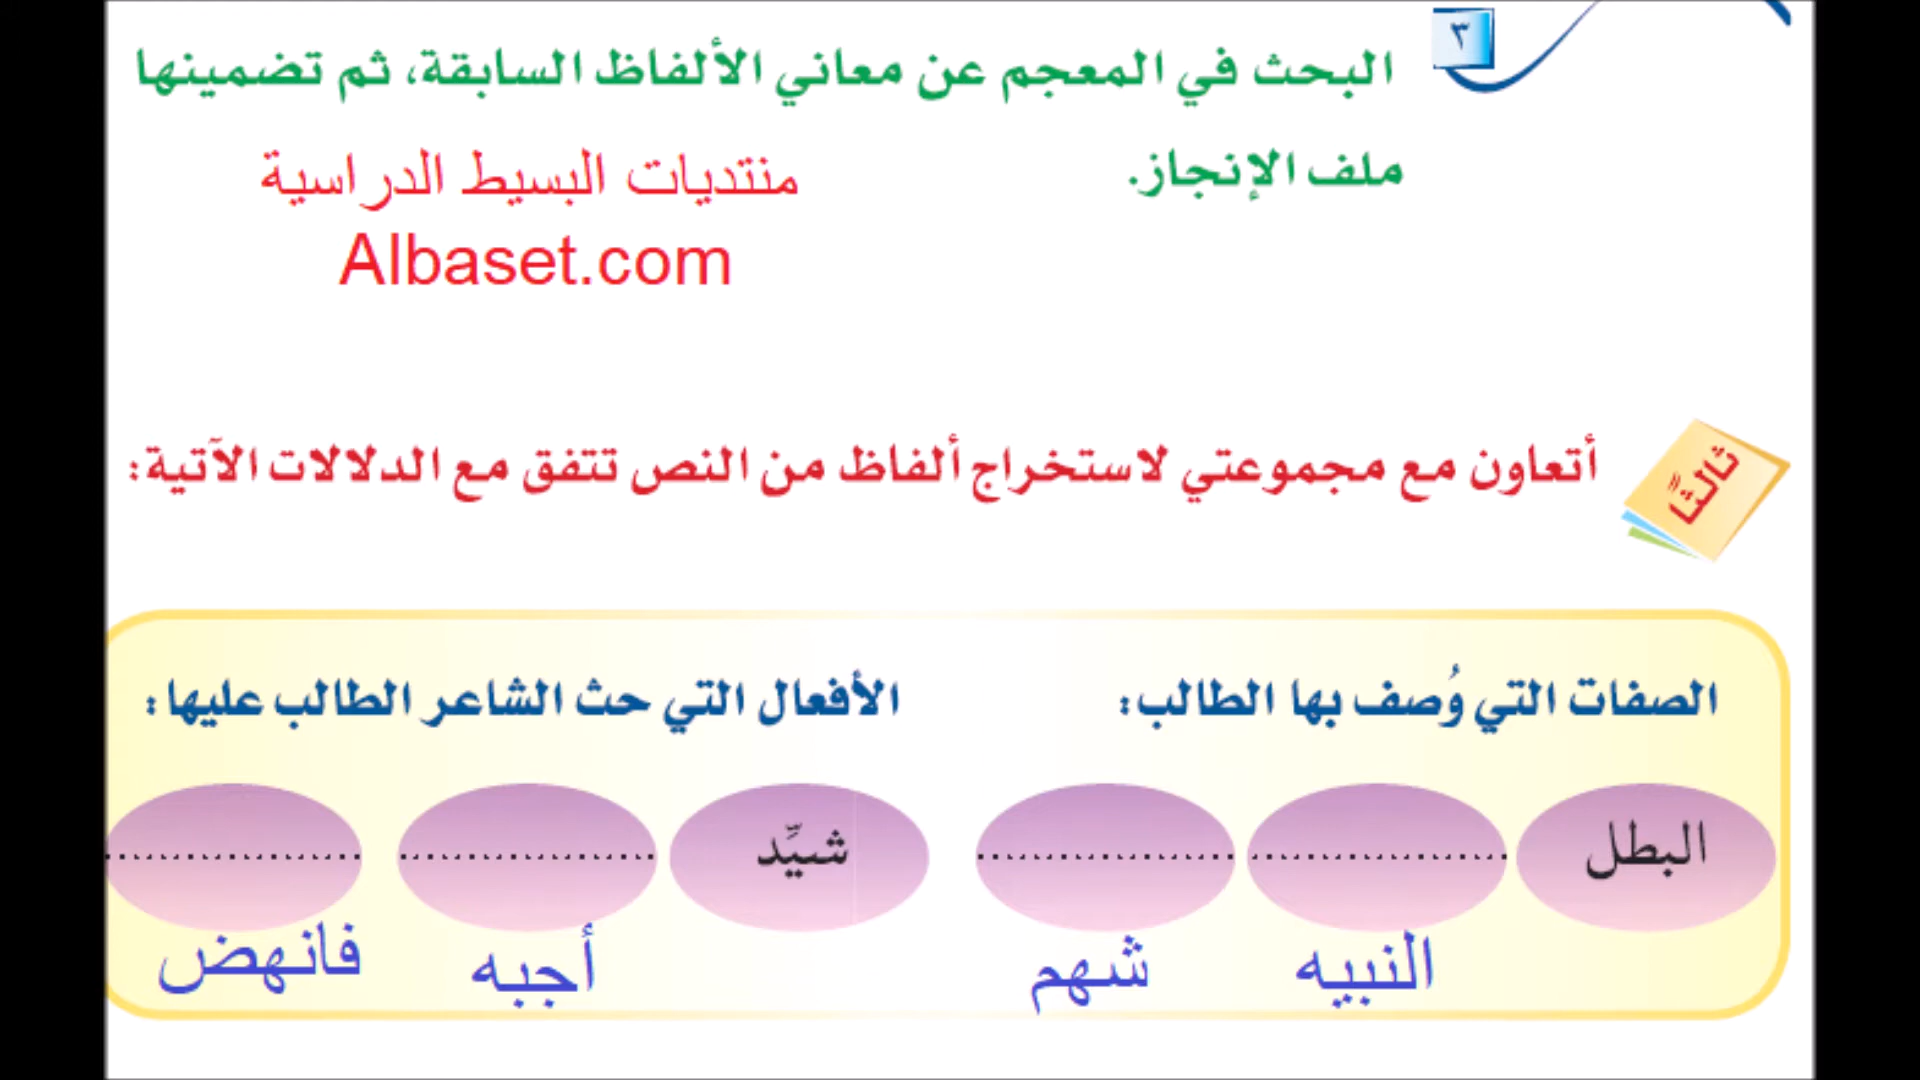 ٣
البحث في المعجم عن معاني الألفاظ السابقة، ثم تضمينها
ملف الإنجاز.
منتديات البسيط الدراسية
Albaset.com
ثالثًا
أتعاون مع مجموعتي لاستخراج ألفاظ من النص تتفق مع الدلالات الآتية:
الصفات التي وُصف بها الطالب:
البطل
النبيه
شهم
الأفعال التي حث الشاعر الطالب عليها:
شيِّد
أجبه
فانهض